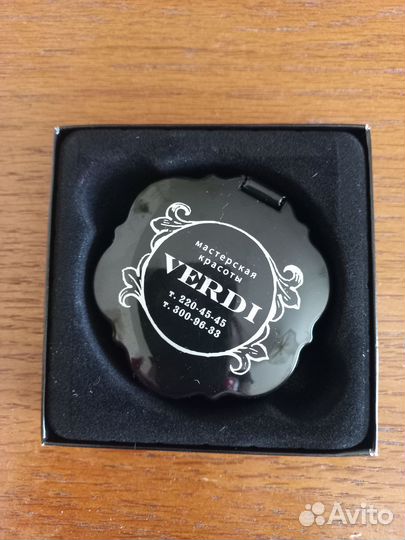 мастерская
красоты
VERDI
т. 220-45-45
т. 300-96-33
Avito